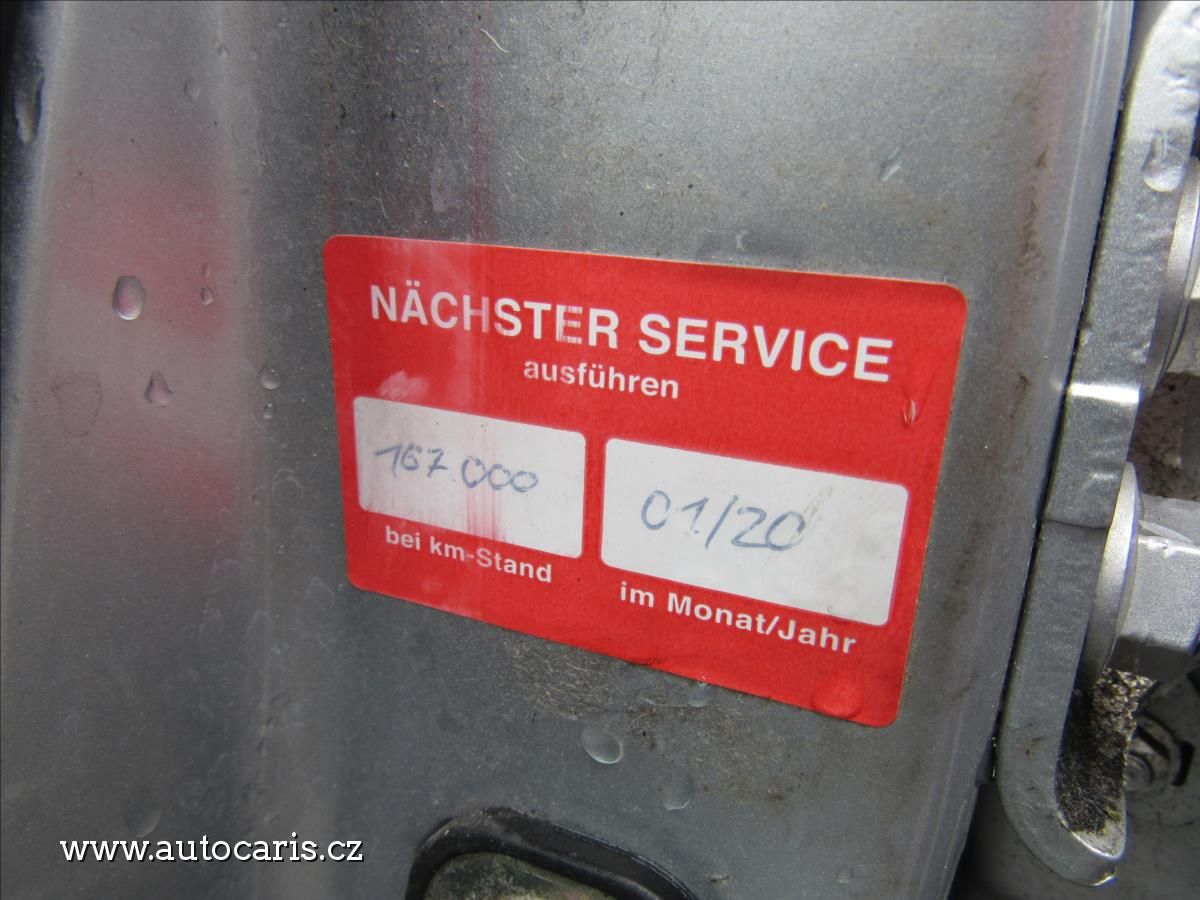 NÄCHSTER SERVICE
ausführen
167.000
01/20
bei km-Stand
im Monat/Jahr
www.autocaris.cz